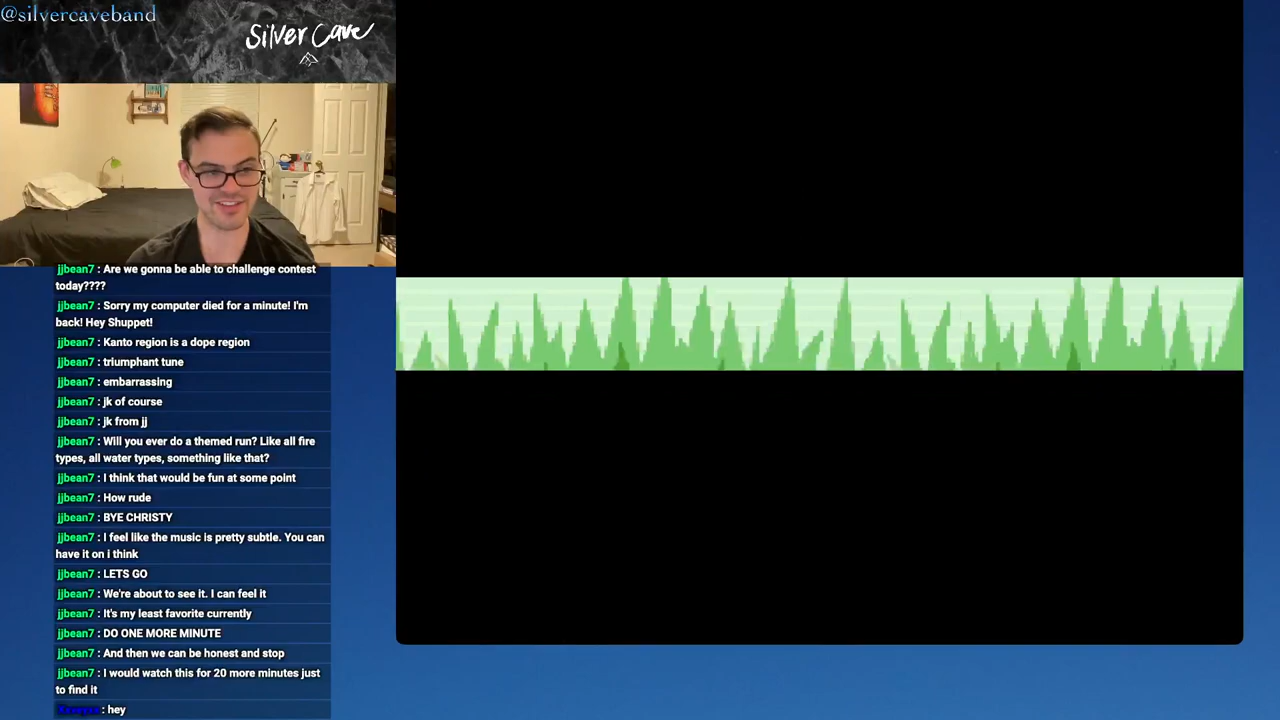 @silvercaveband
Silver Cave
jjbean7 : Are we gonna be able to challenge contest
today????
jjbean7 : Sorry my computer died for a minute! I'm
back! Hey Shuppet!
jjbean7 : Kanto region is a dope region
jjbean7 : triumphant tune
jjbean7 : embarrassing
jjbean7 : jk of course
jjbean7 : jk from jj
jjbean7 : Will you ever do a themed run? Like all fire
types, all water types, something like that?
jjbean7 : I think that would be fun at some point
jjbean7 : How rude
jjbean7 : BYE CHRISTY
jjbean7 : I feel like the music is pretty subtle. You can
have it on i think
jjbean7 : LETS GO
jjbean7 : We're about to see it. I can feel it
jjbean7 : It's my least favorite currently
jjbean7 : DO ONE MORE MINUTE
jjbean7 : And then we can be honest and stop
jjbean7 : I would watch this for 20 more minutes just
to find it
: hey